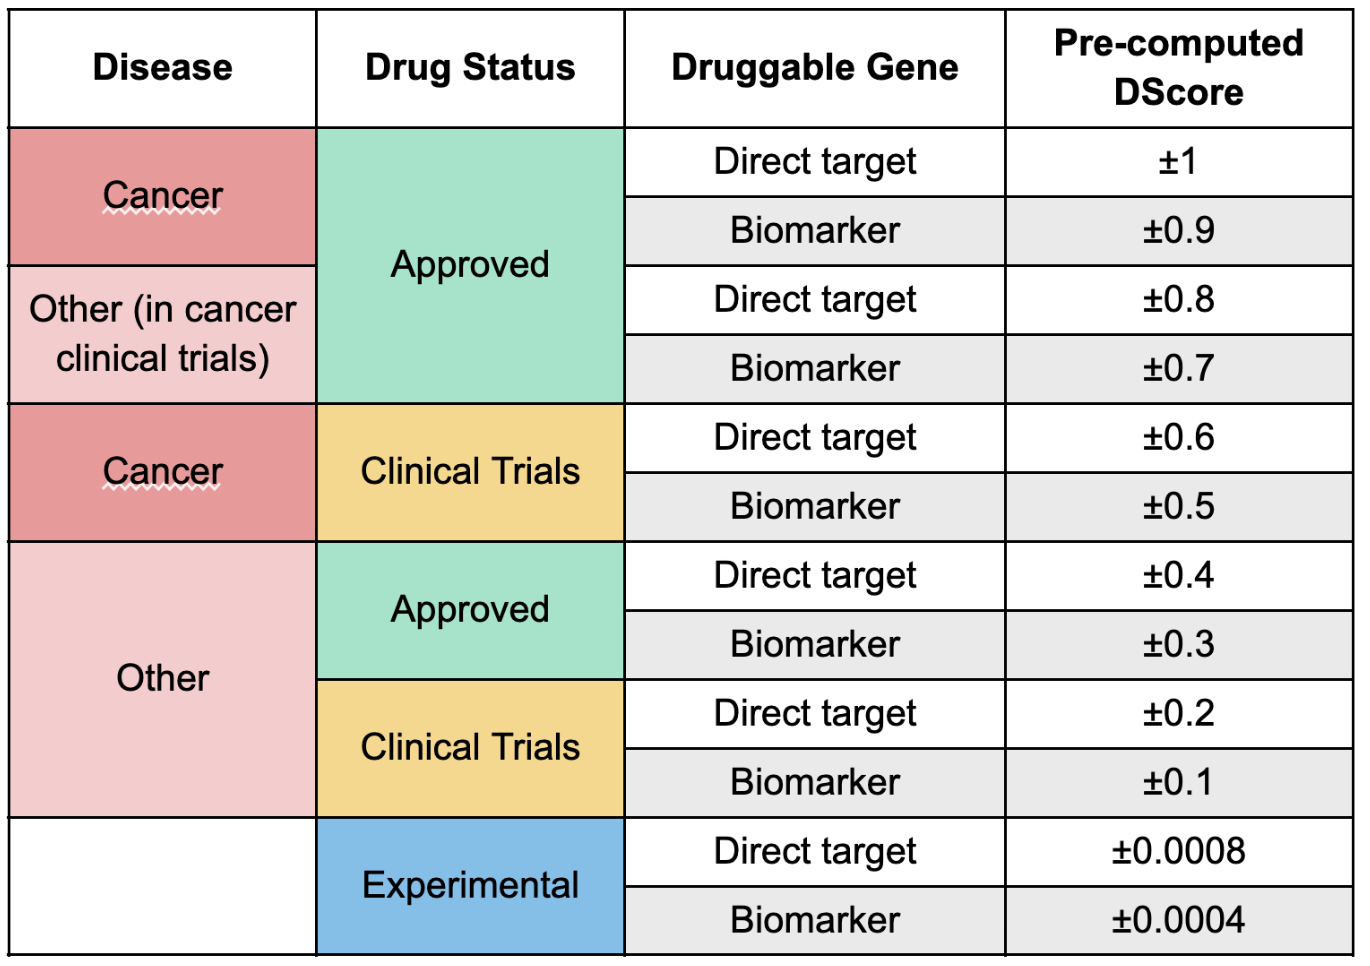 Disease Drug Status Druggable Gene Pre-computed
DScore
Cancer Approved Direct target ±1
Biomarker ±0.9
Other (in cancer
clinical trials) Direct target ±0.8
Biomarker ±0.7
Cancer Clinical Trials Direct target ±0.6
Biomarker ±0.5
Other Approved Direct target ±0.4
Biomarker ±0.3
Clinical Trials Direct target ±0.2
Biomarker ±0.1
Experimental Direct target ±0.0008
Biomarker ±0.0004